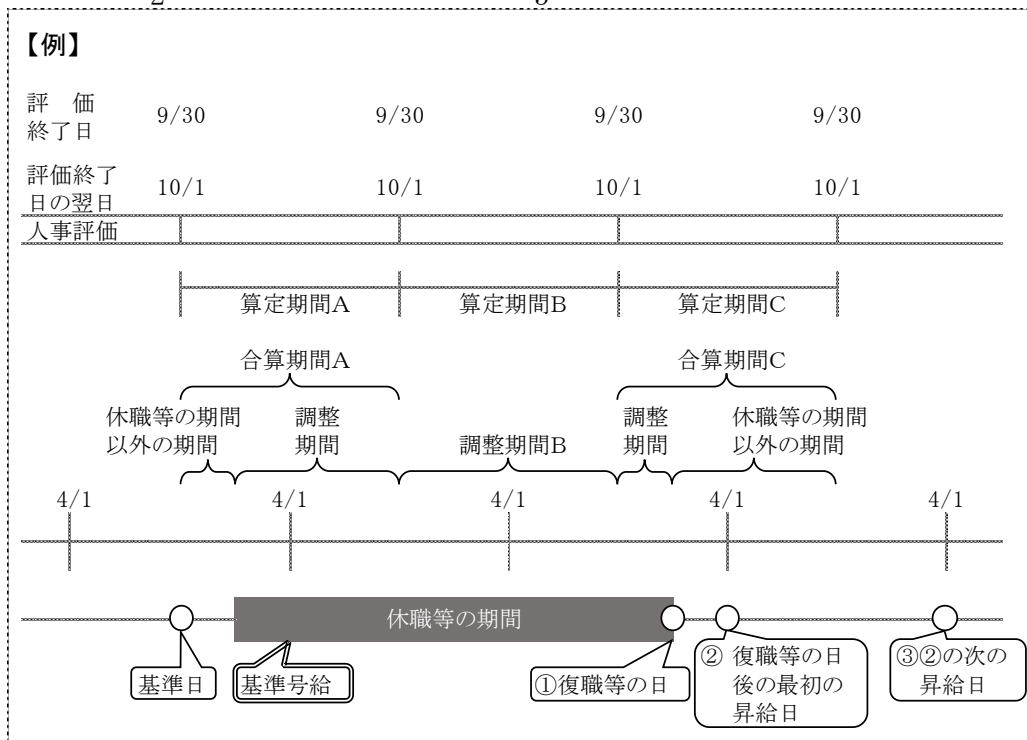 【例】
評　価
終了日
9/30 9/30 9/30 9/30
評価終了
日の翌日
10/1 10/1 10/1 10/1
人事評価
算定期間A 算定期間B 算定期間C
合算期間A 合算期間C
休職等の期間
以外の期間
調整
期間
調整期間B
調整
期間
休職等の期間
以外の期間
4/1 4/1 4/1 4/1 4/1
休職等の期間
基準日
基準号給
①復職等の日
② 復職等の日
後の最初の
昇給日
③②の次の
昇給日